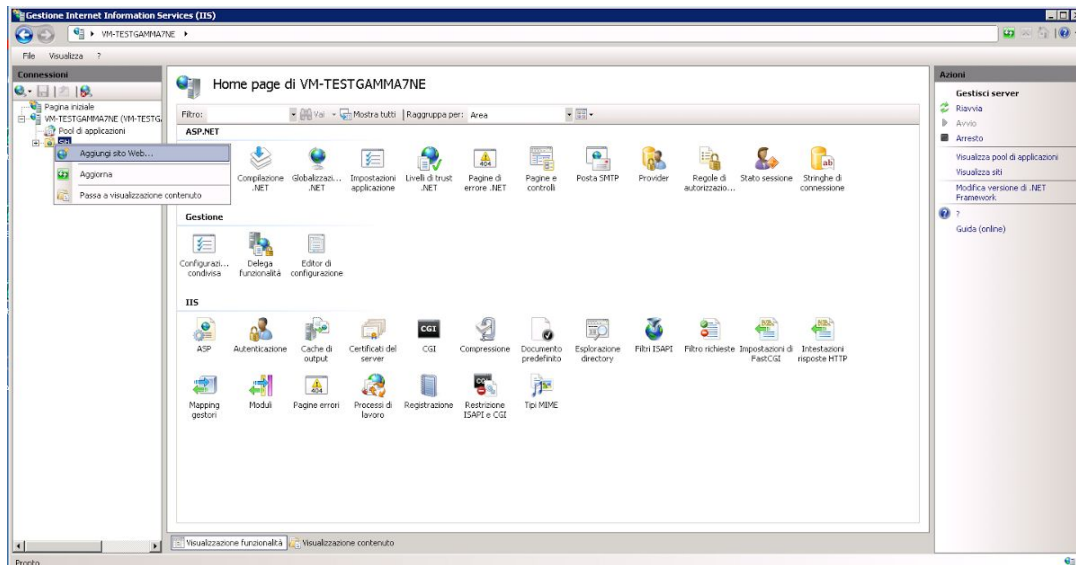 Gestione Internet Information Services (IIS)
VM-TESTGAMMA7NE
File Visualizza ?
Connessioni
Pagina iniziale
VM-TESTGAMMA7NE (VM-TESTG
Pool di applicazioni
Siti
Aggiungi sito Web...
Aggiorna
Passa a visualizzazione contenuto
Home page di VM-TESTGAMMA7NE
Filtro: Vai Mostra tutti Raggruppa per: Area
ASP.NET
Compilazione .NET
Globalizzazi... .NET
Impostazioni applicazione
Livelli di trust .NET
Pagine di errore .NET
Pagine e controlli
Posta SMTP
Provider
Regole di autorizzazio...
Stato sessione
Stringhe di connessione
Gestione
Configurazi... condivisa
Delega funzionalità
Editor di configurazione
IIS
ASP
Autenticazione
Cache di output
Certificati del server
CGI
Compressione
Documento predefinito
Esplorazione directory
Filtri ISAPI
Filtro richieste
Impostazioni di FastCGI
Intestazioni risposte HTTP
Mapping gestori
Moduli
Pagine errori
Processi di lavoro
Registrazione
Restrizione ISAPI e CGI
Tipi MIME
Visualizzazione funzionalità Visualizzazione contenuto
Azioni
Gestisci server
Riavvia
Avvio
Arresto
Visualizza pool di applicazioni
Visualizza siti
Modifica versione di .NET
Framework
?
Guida (online)
Pronto